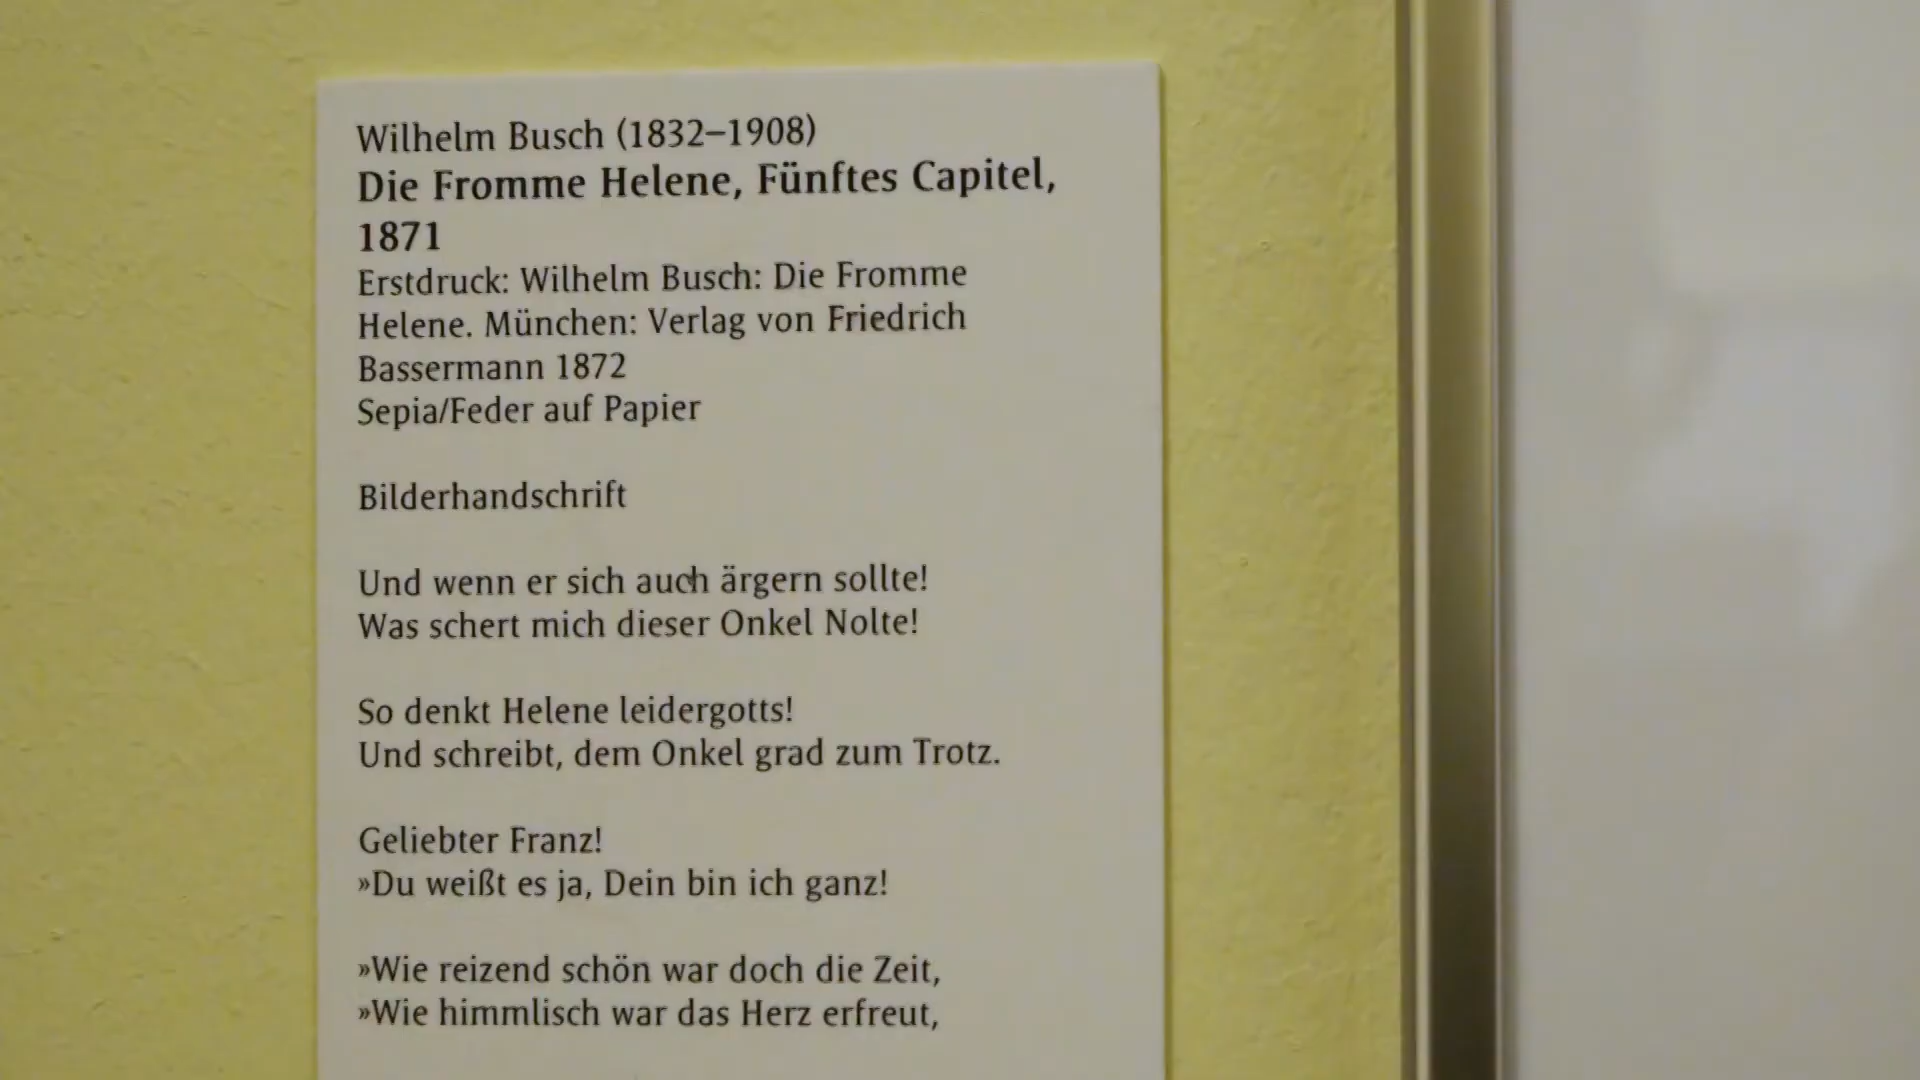 Wilhelm Busch (1832–1908)
Die Fromme Helene, Fünftes Capitel,
1871
Erstdruck: Wilhelm Busch: Die Fromme
Helene. München: Verlag von Friedrich
Bassermann 1872
Sepia/Feder auf Papier
Bilderhandschrift
Und wenn er sich auch ärgern sollte!
Was schert mich dieser Onkel Nolte!
So denkt Helene leidergotts!
Und schreibt, dem Onkel grad zum Trotz.
Geliebter Franz!
»Du weißt es ja, Dein bin ich ganz!
»Wie reizend schön war doch die Zeit,
»Wie himmlisch war das Herz erfreut,